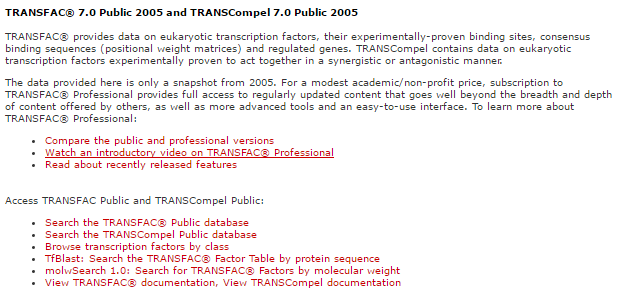 TRANSFAC® 7.0 Public 2005 and TRANSCompel 7.0 Public 2005
TRANSFAC® provides data on eukaryotic transcription factors, their experimentally-proven binding sites, consensus
binding sequences (positional weight matrices) and regulated genes. TRANSCompel contains data on eukaryotic
transcription factors experimentally proven to act together in a synergistic or antagonistic manner.
The data provided here is only a snapshot from 2005. For a modest academic/non-profit price, subscription to
TRANSFAC® Professional provides full access to regularly updated content that goes well beyond the breadth and depth
of content offered by others, as well as more advanced tools and an easy-to-use interface. To learn more about
TRANSFAC® Professional:
• Compare the public and professional versions
• Watch an introductory video on TRANSFAC® Professional
• Read about recently released features
Access TRANSFAC Public and TRANSCompel Public:
• Search the TRANSFAC® Public database
• Search the TRANSCompel Public database
• Browse transcription factors by class
• TfBlast: Search the TRANSFAC® Factor Table by protein sequence
• molwSearch 1.0: Search for TRANSFAC® Factors by molecular weight
• View TRANSFAC® documentation, View TRANSCompel documentation